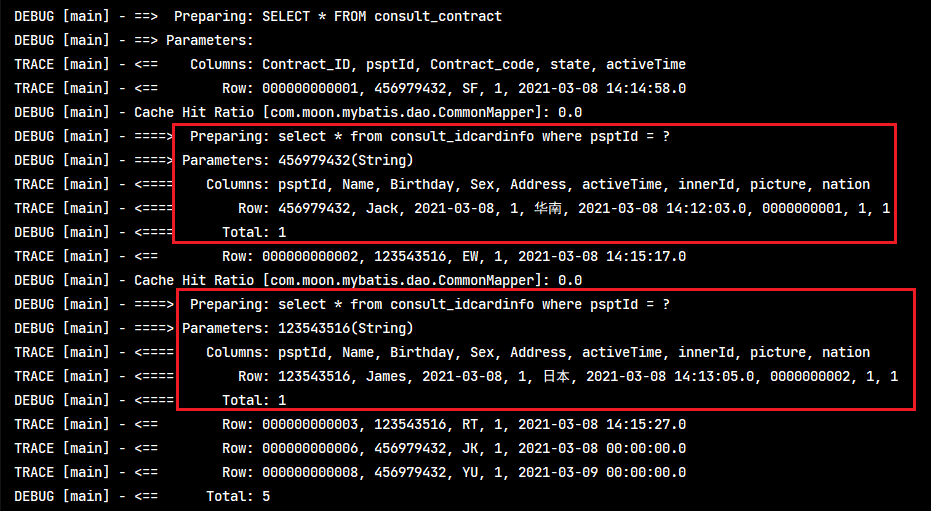 DEBUG [main] - ==>  Preparing: SELECT * FROM consult_contract
DEBUG [main] - ==> Parameters:
TRACE [main] - <==    Columns: Contract_ID, psptId, Contract_code, state, activeTime
TRACE [main] - <==        Row: 000000000001, 456979432, SF, 1, 2021-03-08 14:14:58.0
DEBUG [main] - Cache Hit Ratio [com.moon.mybatis.dao.CommonMapper]: 0.0
DEBUG [main] - ====>  Preparing: select * from consult_idcardinfo where psptId = ?
DEBUG [main] - ====> Parameters: 456979432(String)
TRACE [main] - <====    Columns: psptId, Name, Birthday, Sex, Address, activeTime, innerId, picture, nation
TRACE [main] - <====        Row: 456979432, Jack, 2021-03-08, 1, 华南, 2021-03-08 14:12:03.0, 0000000001, 1, 1
DEBUG [main] - <====      Total: 1
TRACE [main] - <==        Row: 000000000002, 123543516, EW, 1, 2021-03-08 14:15:17.0
DEBUG [main] - Cache Hit Ratio [com.moon.mybatis.dao.CommonMapper]: 0.0
DEBUG [main] - ====>  Preparing: select * from consult_idcardinfo where psptId = ?
DEBUG [main] - ====> Parameters: 123543516(String)
TRACE [main] - <====    Columns: psptId, Name, Birthday, Sex, Address, activeTime, innerId, picture, nation
TRACE [main] - <====        Row: 123543516, James, 2021-03-08, 1, 日本, 2021-03-08 14:13:05.0, 0000000002, 1, 1
DEBUG [main] - <====      Total: 1
TRACE [main] - <==        Row: 000000000003, 123543516, RT, 1, 2021-03-08 14:15:27.0
TRACE [main] - <==        Row: 000000000006, 456979432, JK, 1, 2021-03-08 00:00:00.0
TRACE [main] - <==        Row: 000000000008, 456979432, YU, 1, 2021-03-09 00:00:00.0
DEBUG [main] - <==      Total: 5